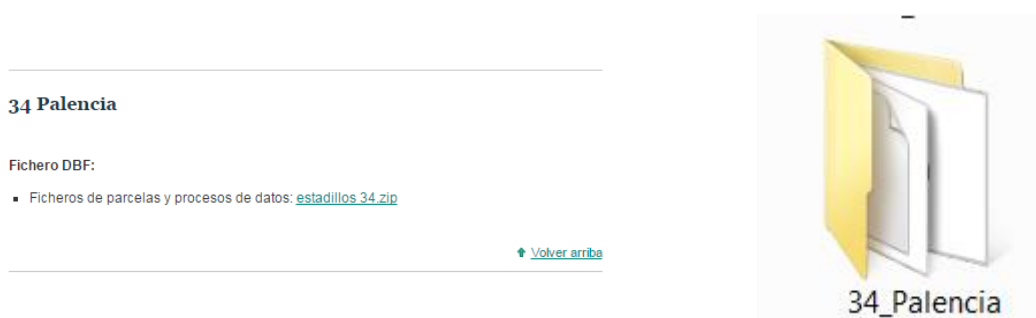 34 Palencia
Fichero DBF:
Ficheros de parcelas y procesos de datos: estadillos 34.zip
Volver arriba
34_Palencia